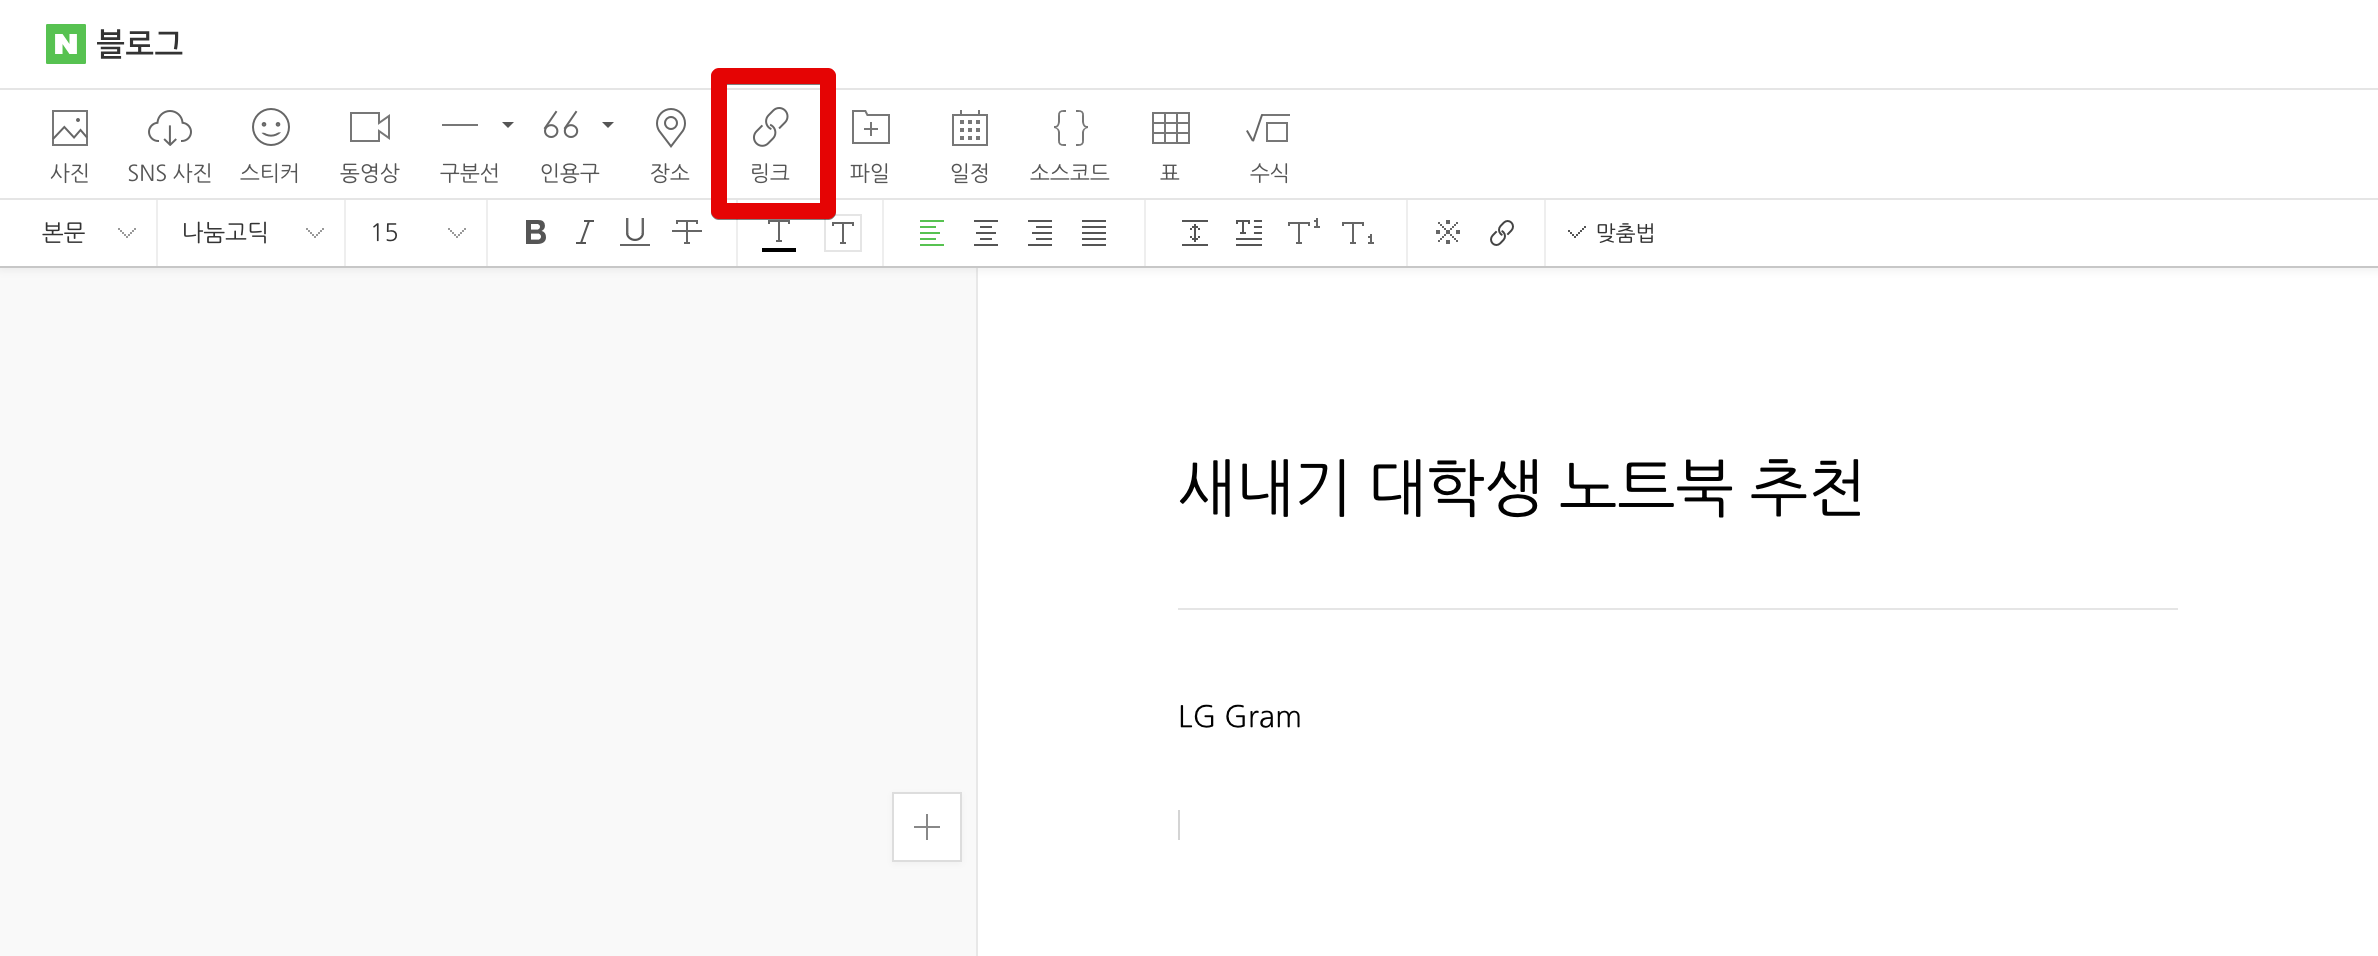 N 블로그
사진 SNS 사진 스티커 동영상 구분선 인용구 장소 링크 파일 일정 소스코드 표 수식
본문 나눔고딕 15 B I U T T T T T¹ T₁ 맞춤법
새내기 대학생 노트북 추천
LG Gram